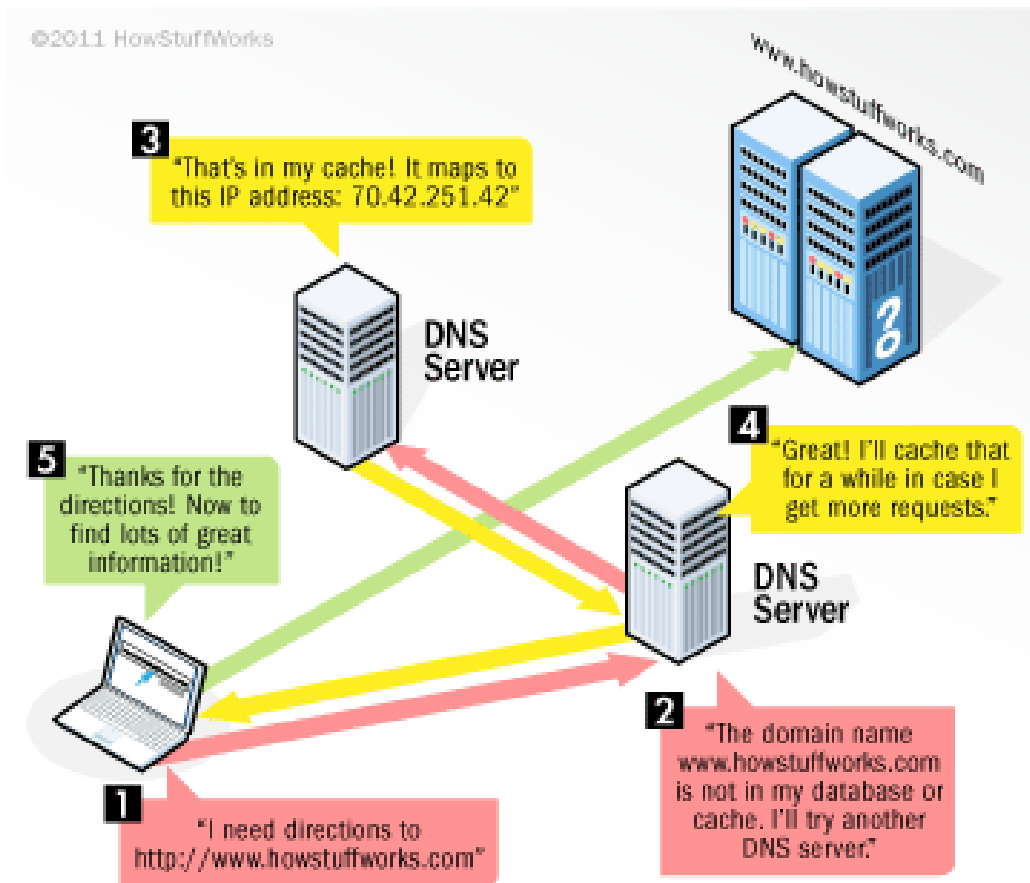 ©2011 HowStuffWorks
www.howstuffworks.com
3
"That's in my cache! It maps to
this IP address: 70.42.251.42"
DNS
Server
4
"Great! I'll cache that
for a while in case I
get more requests."
5
"Thanks for the
directions! Now to
find lots of great
information!"
DNS
Server
2
"The domain name
www.howstuffworks.com
is not in my database or
cache. I'll try another
DNS server."
1
"I need directions to
http://www.howstuffworks.com"